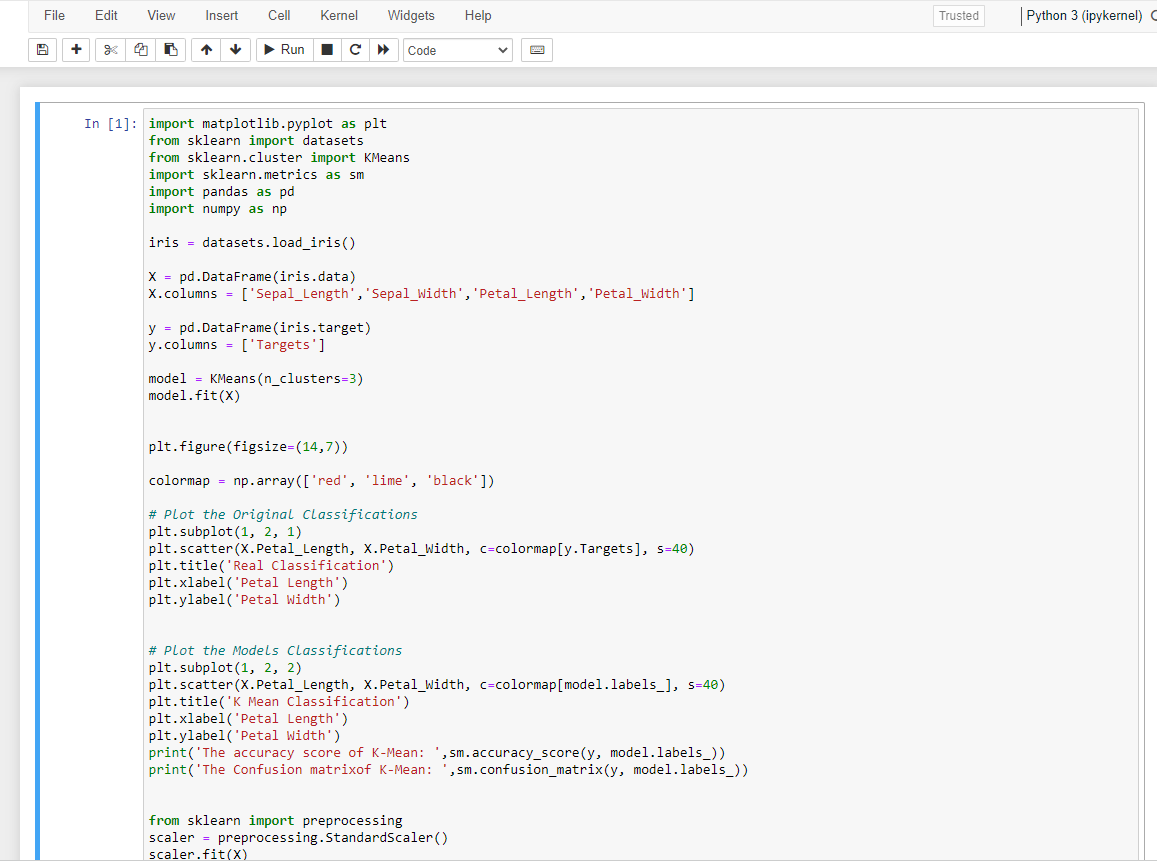 File Edit View Insert Cell Kernel Widgets Help Trusted Python 3 (ipykernel)
Run Code
In [1]:
import matplotlib.pyplot as plt
from sklearn import datasets
from sklearn.cluster import KMeans
import sklearn.metrics as sm
import pandas as pd
import numpy as np
iris = datasets.load_iris()
X = pd.DataFrame(iris.data)
X.columns = ['Sepal_Length','Sepal_Width','Petal_Length','Petal_Width']
y = pd.DataFrame(iris.target)
y.columns = ['Targets']
model = KMeans(n_clusters=3)
model.fit(X)
plt.figure(figsize=(14,7))
colormap = np.array(['red', 'lime', 'black'])
# Plot the Original Classifications
plt.subplot(1, 2, 1)
plt.scatter(X.Petal_Length, X.Petal_Width, c=colormap[y.Targets], s=40)
plt.title('Real Classification')
plt.xlabel('Petal Length')
plt.ylabel('Petal Width')
# Plot the Models Classifications
plt.subplot(1, 2, 2)
plt.scatter(X.Petal_Length, X.Petal_Width, c=colormap[model.labels_], s=40)
plt.title('K Mean Classification')
plt.xlabel('Petal Length')
plt.ylabel('Petal Width')
print('The accuracy score of K-Mean: ',sm.accuracy_score(y, model.labels_))
print('The Confusion matrixof K-Mean: ',sm.confusion_matrix(y, model.labels_))
from sklearn import preprocessing
scaler = preprocessing.StandardScaler()
scaler.fit(X)